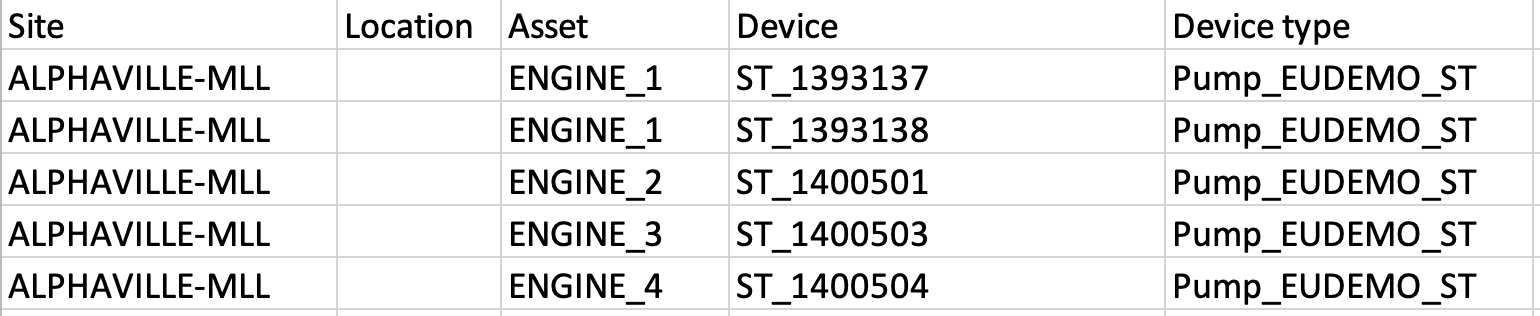 Site Location Asset Device Device type
ALPHAVILLE-MLL ENGINE_1 ST_1393137 Pump_EUDEMO_ST
ALPHAVILLE-MLL ENGINE_1 ST_1393138 Pump_EUDEMO_ST
ALPHAVILLE-MLL ENGINE_2 ST_1400501 Pump_EUDEMO_ST
ALPHAVILLE-MLL ENGINE_3 ST_1400503 Pump_EUDEMO_ST
ALPHAVILLE-MLL ENGINE_4 ST_1400504 Pump_EUDEMO_ST